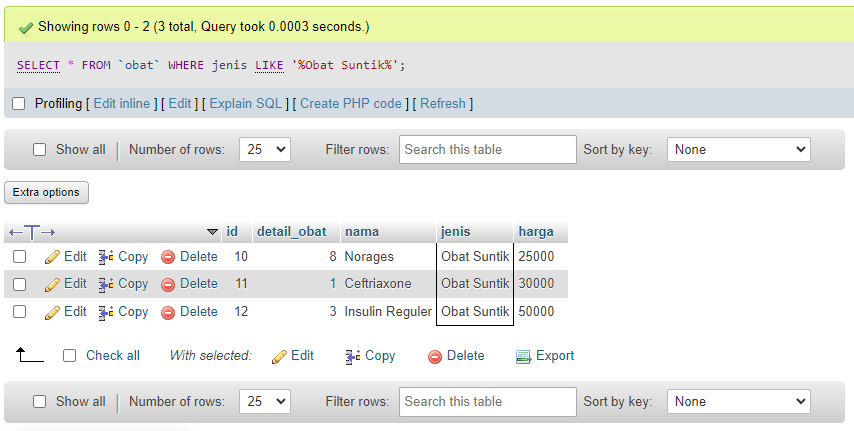 Showing rows 0 - 2 (3 total, Query took 0.0003 seconds.)
SELECT * FROM `obat` WHERE jenis LIKE '%Obat Suntik%';
Profiling [ Edit inline ] [ Edit ] [ Explain SQL ] [ Create PHP code ] [ Refresh ]
Show all Number of rows: 25 Filter rows: Search this table Sort by key: None
Extra options
id detail_obat nama jenis harga
Edit Copy Delete 10 8 Norages Obat Suntik 25000
Edit Copy Delete 11 1 Ceftriaxone Obat Suntik 30000
Edit Copy Delete 12 3 Insulin Reguler Obat Suntik 50000
Check all With selected: Edit Copy Delete Export
Show all Number of rows: 25 Filter rows: Search this table Sort by key: None